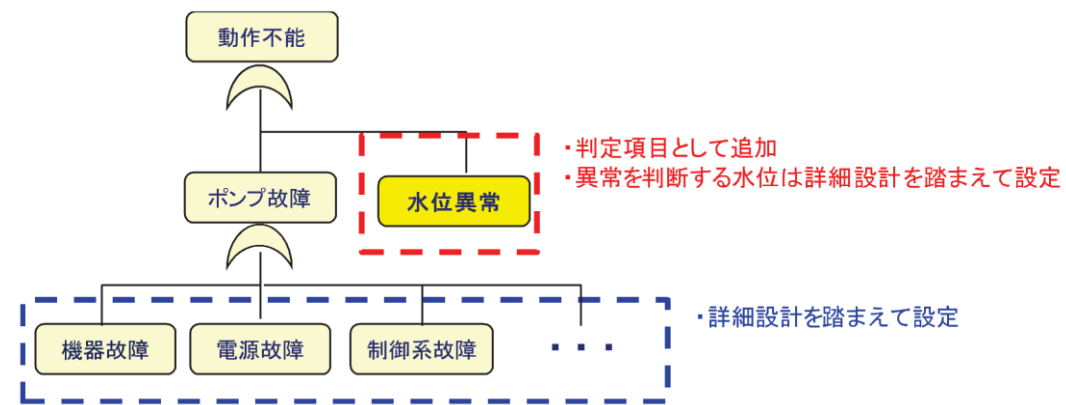 動作不能
・判定項目として追加
・異常を判断する水位は詳細設計を踏まえて設定
ポンプ故障
水位異常
・詳細設計を踏まえて設定
機器故障
電源故障
制御系故障
・・・